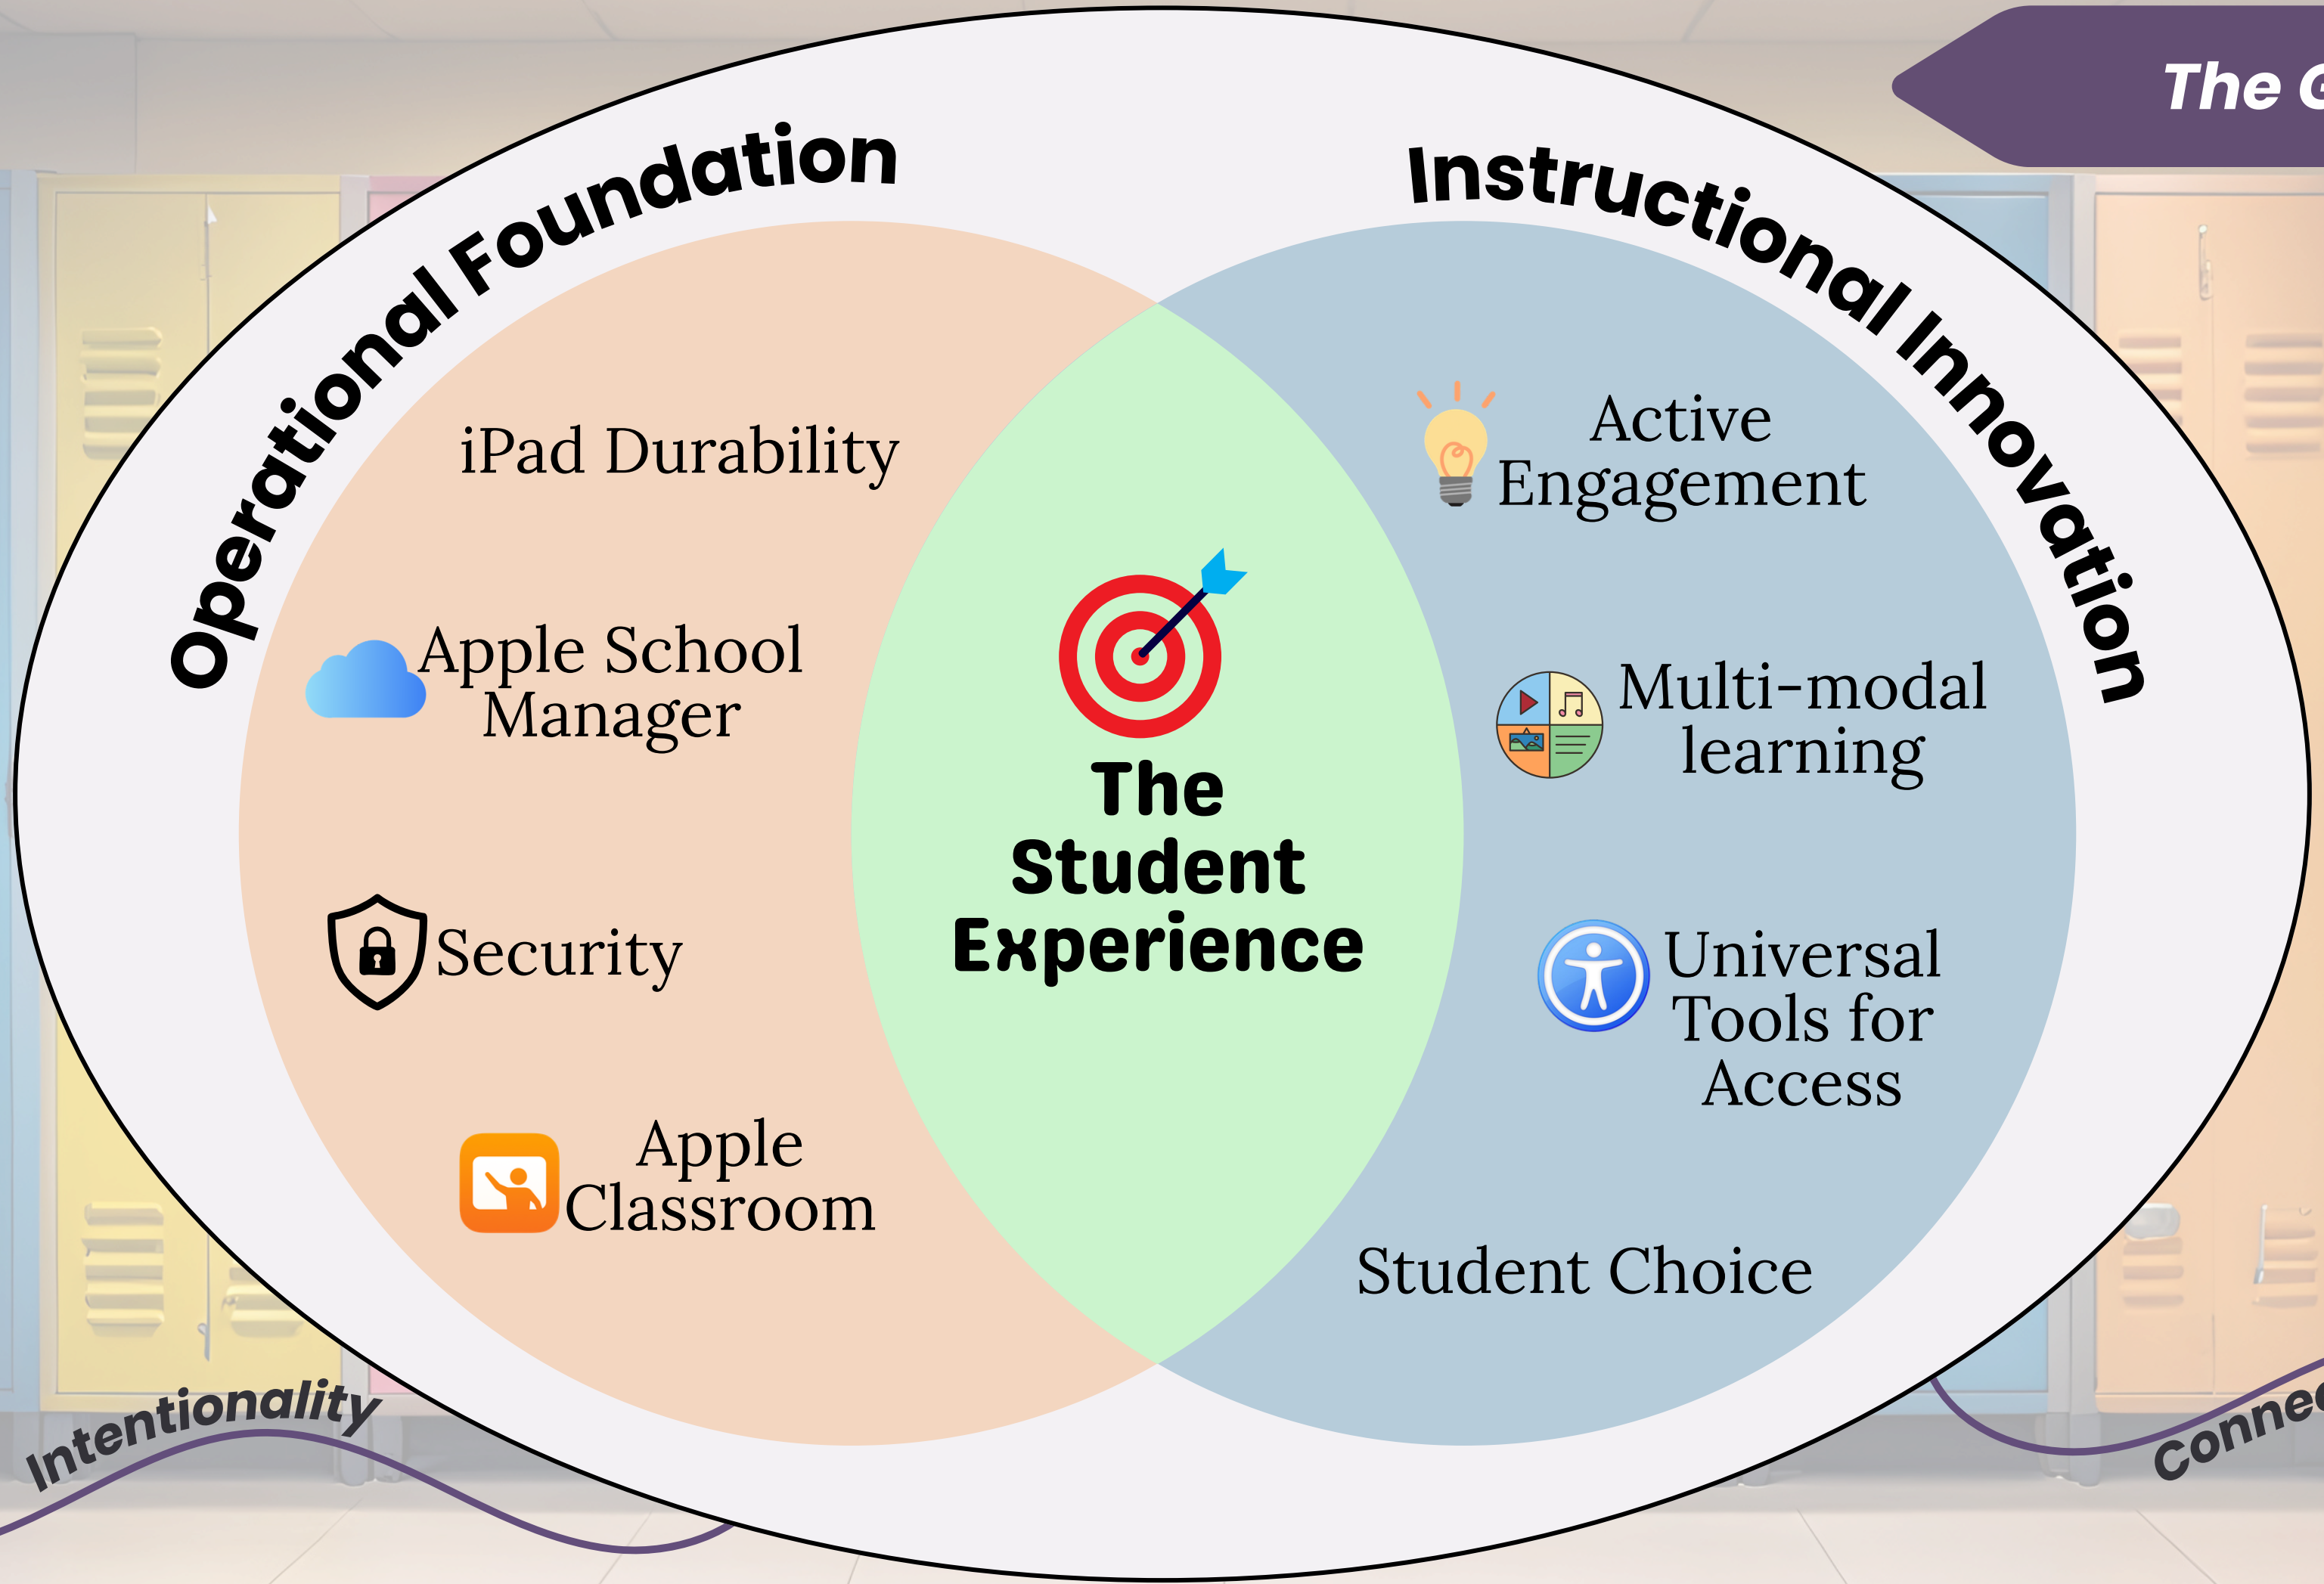 The
Operational Foundation
Instructional Innovation
iPad Durability
Apple School
Manager
Security
Apple
Classroom
The
Student
Experience
Active
Engagement
Multi-modal
learning
Universal
Tools for
Access
Student Choice
Intentionality